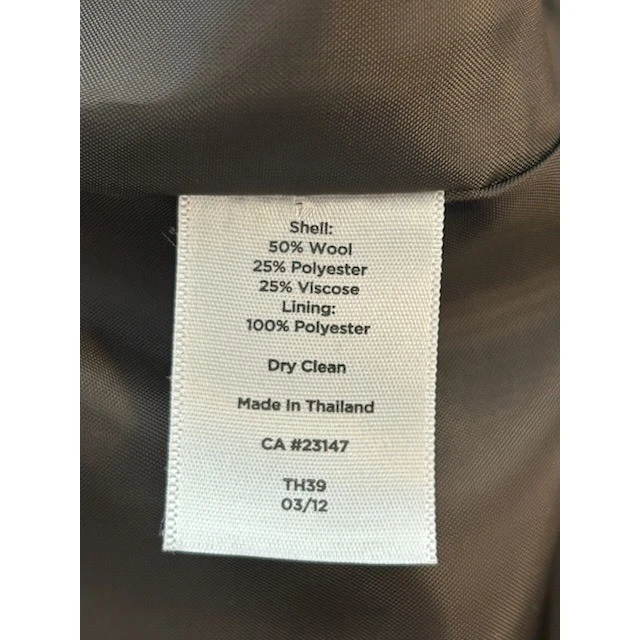 Shell:
50% Wool
25% Polyester
25% Viscose
Lining:
100% Polyester
Dry Clean
Made In Thailand
CA #23147
TH39
03/12